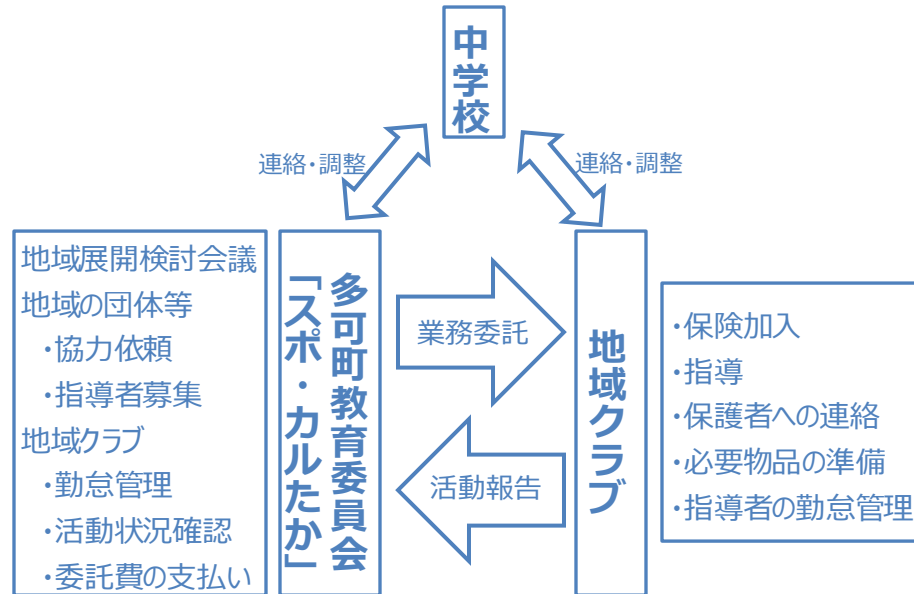 中学校
連絡・調整
連絡・調整
地域展開検討会議
地域の団体等
・協力依頼
・指導者募集
地域クラブ
・勤怠管理
・活動状況確認
・委託費の支払い
多可町教育委員会
「スポ・カルたか」
業務委託
活動報告
地域クラブ
・保険加入
・指導
・保護者への連絡
・必要物品の準備
・指導者の勤怠管理